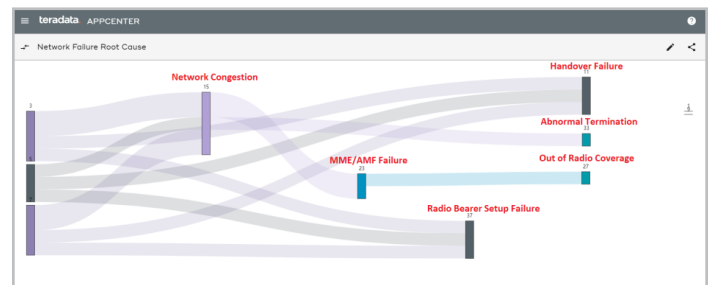 teradata. APPCENTER
Network Failure Root Cause
Handover Failure
11
Network Congestion
15
3
Abnormal Termination
33
MME/AMF Failure
23
Out of Radio Coverage
27
Radio Bearer Setup Failure
37